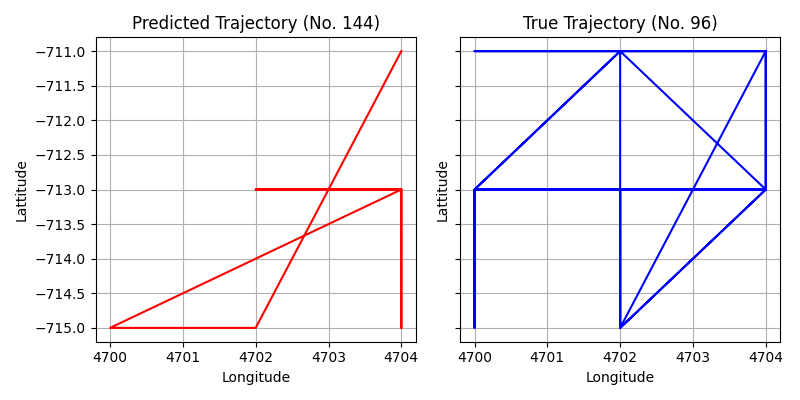 Predicted Trajectory (No. 144)
−711.0
−711.5
−712.0
−712.5
−713.0
−713.5
−714.0
−714.5
−715.0
Lattitude
4700 4701 4702 4703 4704
Longitude
True Trajectory (No. 96)
Lattitude
4700 4701 4702 4703 4704
Longitude